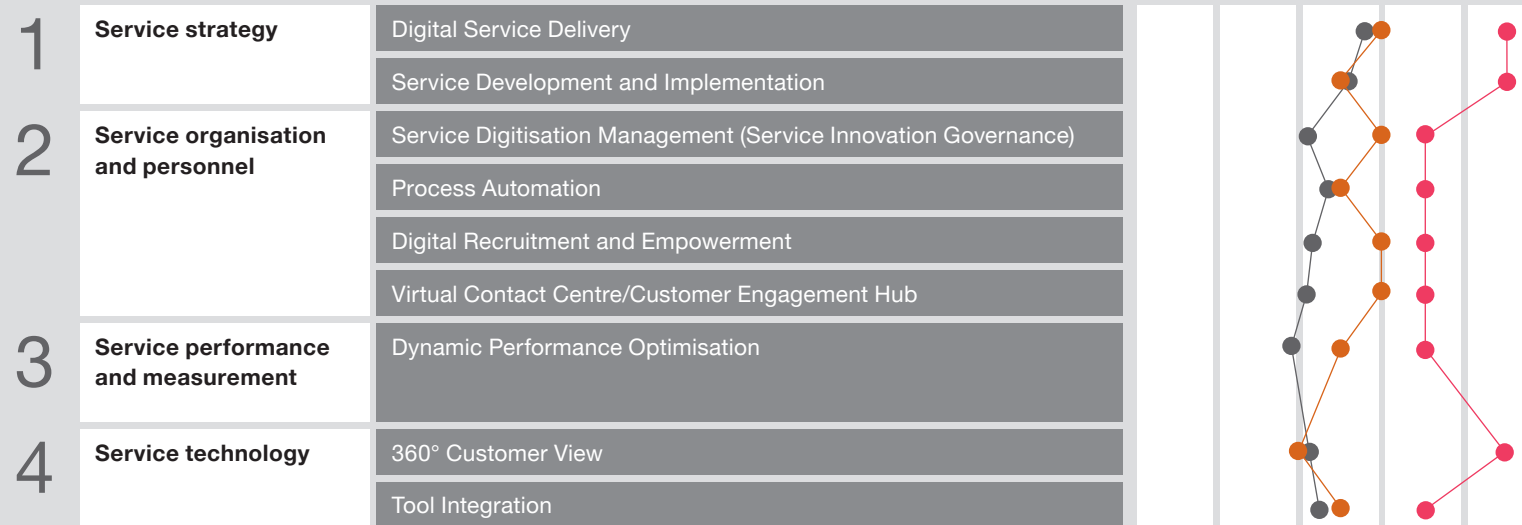 1
Service strategy
Digital Service Delivery
Service Development and Implementation
2
Service organisation
and personnel
Service Digitisation Management (Service Innovation Governance)
Process Automation
Digital Recruitment and Empowerment
Virtual Contact Centre/Customer Engagement Hub
3
Service performance
and measurement
Dynamic Performance Optimisation
4
Service technology
360° Customer View
Tool Integration